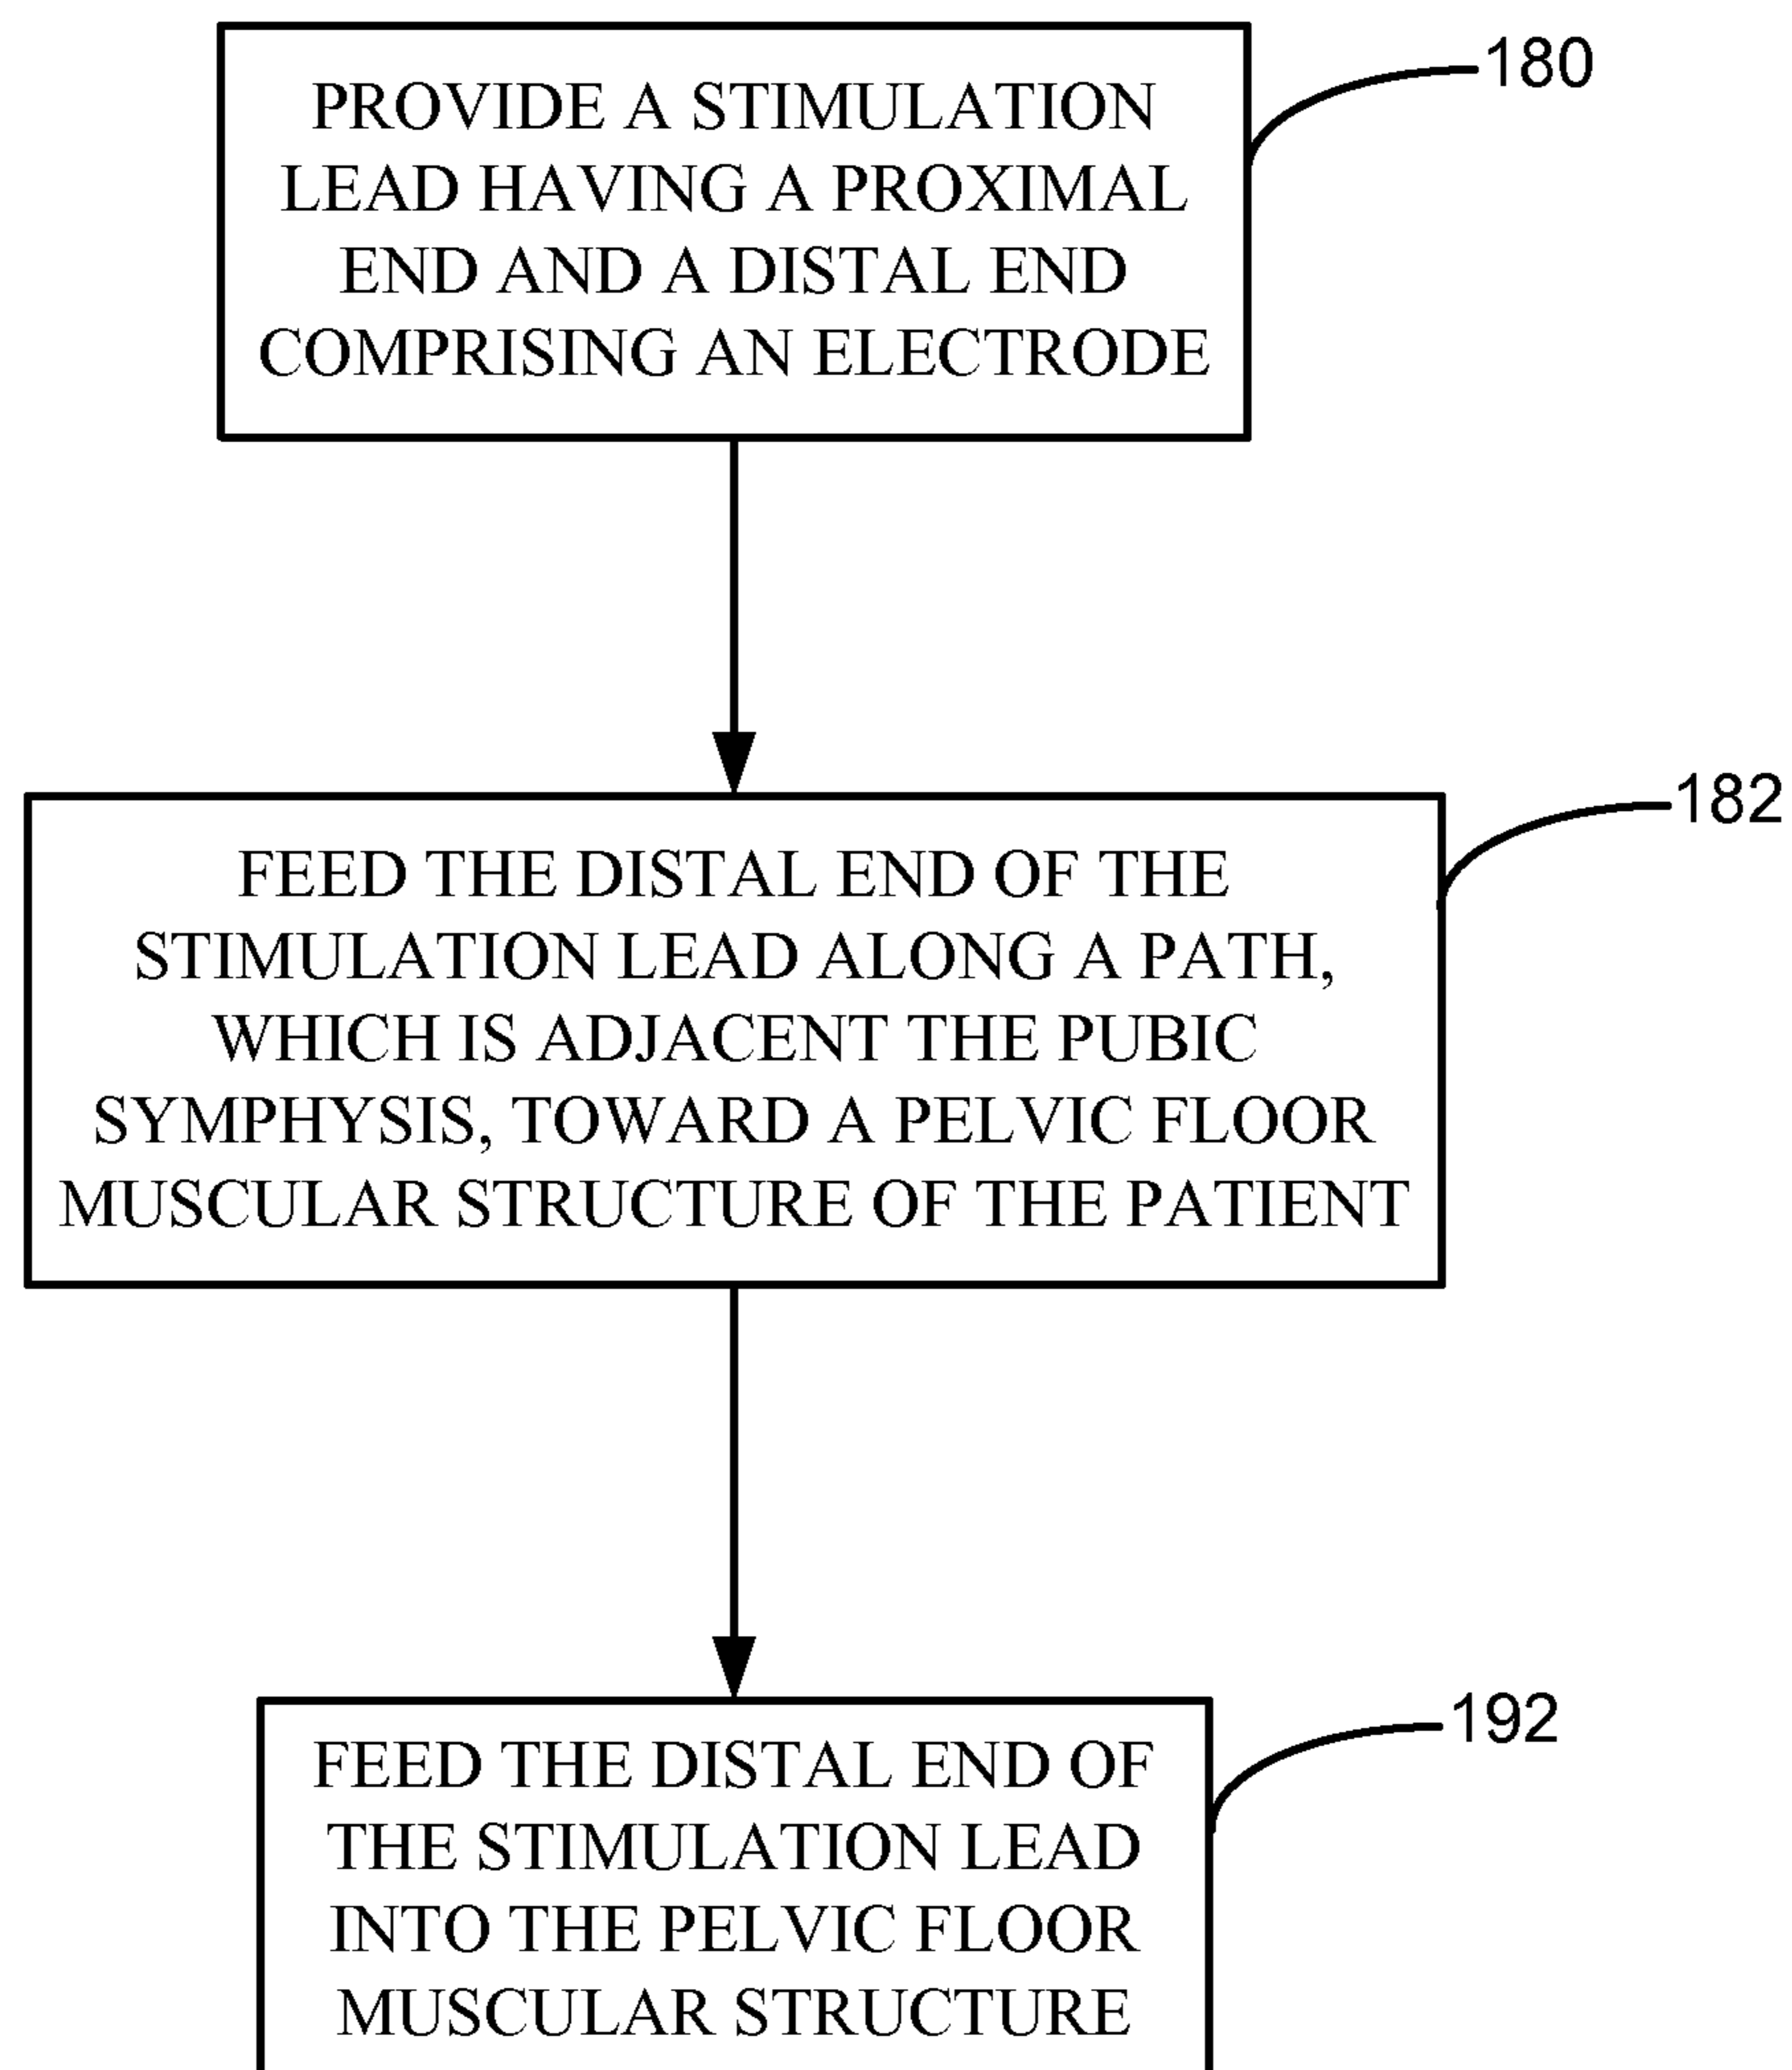 PROVIDE A STIMULATION
LEAD HAVING A PROXIMAL
END AND A DISTAL END
COMPRISING AN ELECTRODE
180
FEED THE DISTAL END OF THE
STIMULATION LEAD ALONG A PATH,
WHICH IS ADJACENT THE PUBIC
SYMPHYSIS, TOWARD A PELVIC FLOOR
MUSCULAR STRUCTURE OF THE PATIENT
182
FEED THE DISTAL END OF
THE STIMULATION LEAD
INTO THE PELVIC FLOOR
MUSCULAR STRUCTURE
192